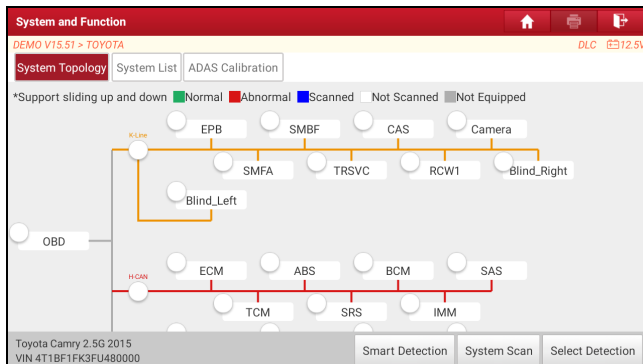 System and Function
DEMO V15.51 > TOYOTA
DLC 12.5V
System Topology System List ADAS Calibration
*Support sliding up and down Normal Abnormal Scanned Not Scanned Not Equipped
K-Line
EPB SMBF CAS Camera
SMFA TRSVC RCW1 Blind_Right
Blind_Left
OBD
H-CAN
ECM ABS BCM SAS
TCM SRS IMM
Toyota Camry 2.5G 2015
VIN 4T1BF1FK3FU480000
Smart Detection System Scan Select Detection